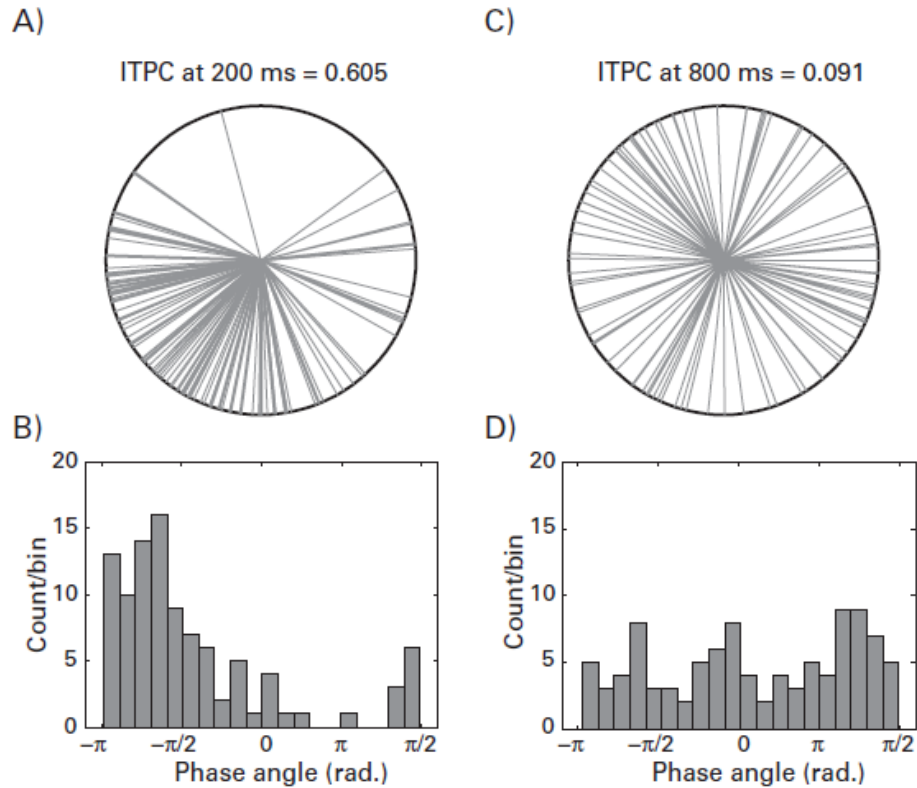 A)
ITPC at 200 ms = 0.605
B)
20
15
10
5
0
Count/bin
−π
−π/2
0
π
π/2
Phase angle (rad.)
C)
ITPC at 800 ms = 0.091
D)
20
15
10
5
0
Count/bin
−π
−π/2
0
π
π/2
Phase angle (rad.)